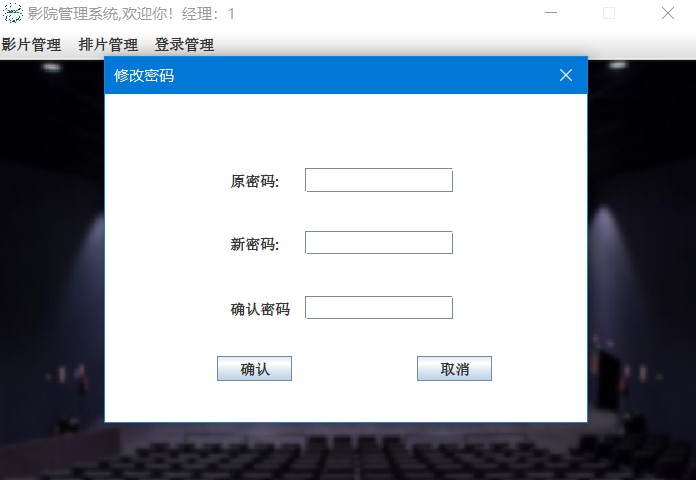 影院管理系统,欢迎你！经理：1
影片管理 排片管理 登录管理
修改密码
原密码:
新密码:
确认密码
确认 取消